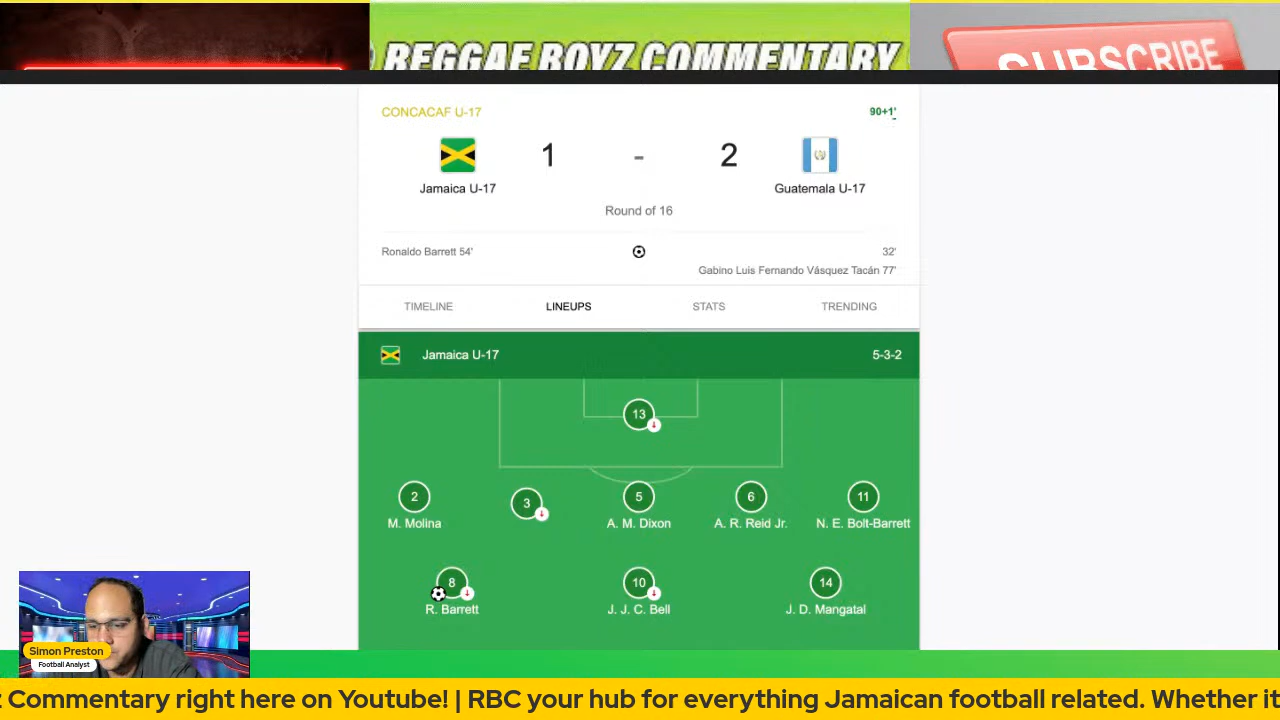 REGGAE BOYZ COMMENTARY
SUBSCRIBE
CONCACAF U-17
90+1'
1 - 2
Jamaica U-17
Guatemala U-17
Round of 16
Ronaldo Barrett 54'
32'
Gabino Luis Fernando Vásquez Tacán 77'
TIMELINE LINEUPS STATS TRENDING
Jamaica U-17 5-3-2
13
2 3 5 6 11
M. Molina A. M. Dixon A. R. Reid Jr. N. E. Bolt-Barrett
8 10 14
R. Barrett J. J. C. Bell J. D. Mangatal
Simon Preston
Football Analyst
Commentary right here on Youtube! | RBC your hub for everything Jamaican football related. Whether it